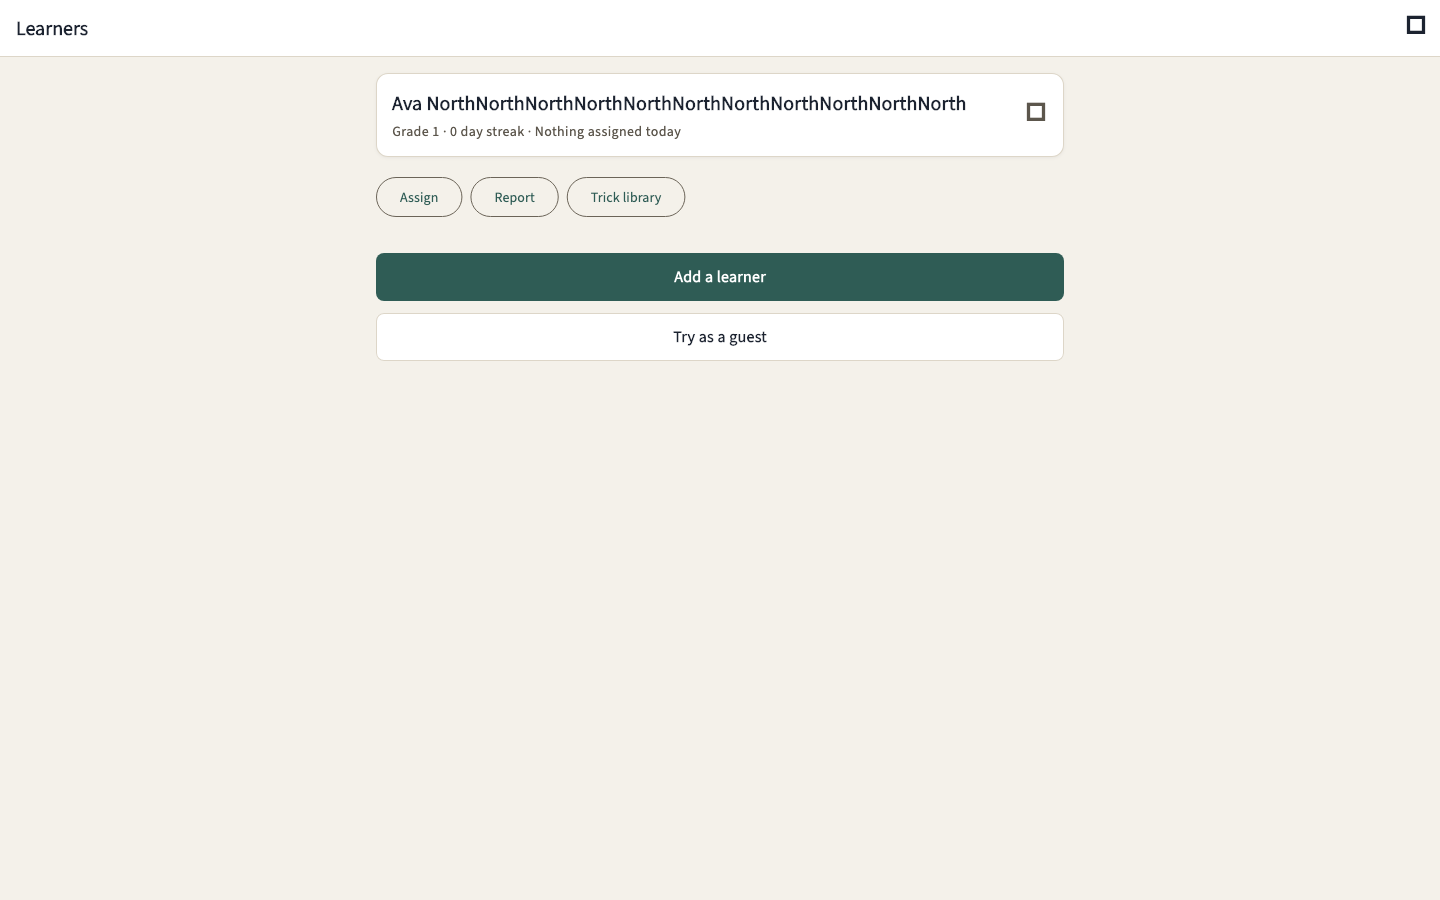 Learners
Ava NorthNorthNorthNorthNorthNorthNorthNorthNorthNorthNorth
Grade 1 · 0 day streak · Nothing assigned today
Assign
Report
Trick library
Add a learner
Try as a guest